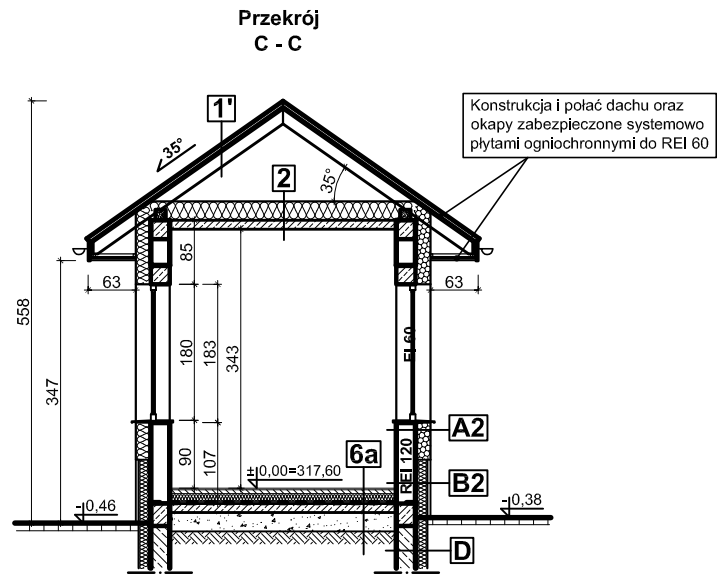 Przekrój
C - C
1'
35°
35°
2
Konstrukcja i połać dachu oraz
okapy zabezpieczone systemowo
płytami ogniochronnymi do REI 60
558
347
63
63
85
180
183
343
90
107
EI 60
REI 120
A2
6a
±0,00=317,60
B2
-0,46
-0,38
D